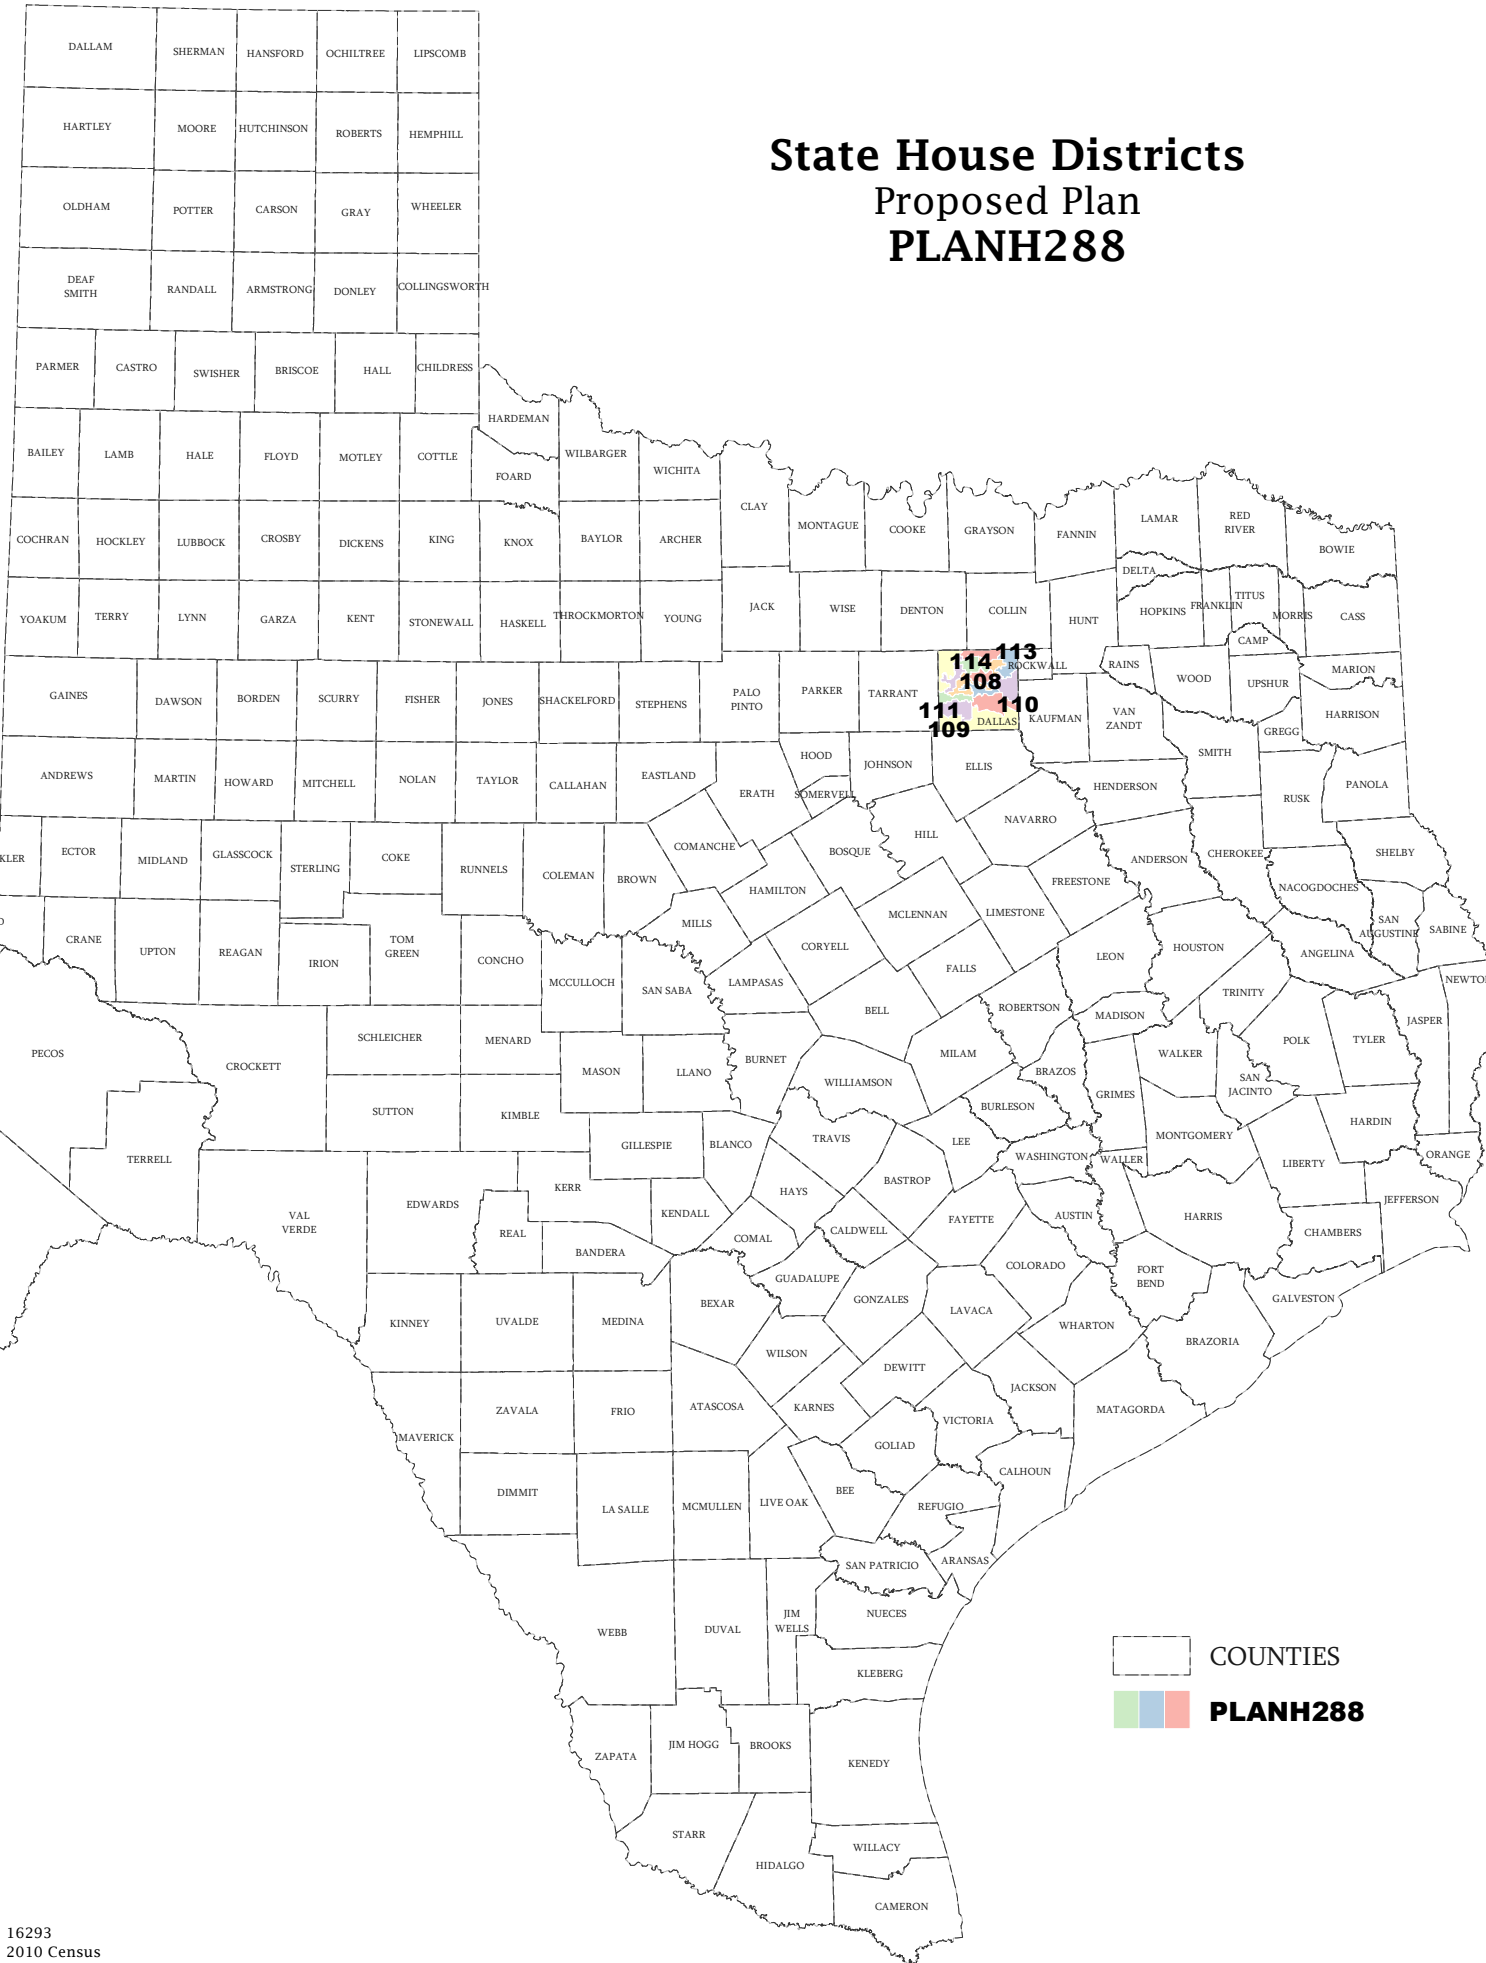 State House Districts
Proposed Plan
PLANH288
DALLAM
SHERMAN
HANSFORD
OCHILTREE
LIPSCOMB
HARTLEY
MOORE
HUTCHINSON
ROBERTS
HEMPHILL
OLDHAM
POTTER
CARSON
GRAY
WHEELER
DEAF
SMITH
RANDALL
ARMSTRONG
DONLEY
COLLINGSWORTH
PARMER
CASTRO
SWISHER
BRISCOE
HALL
CHILDRESS
HARDEMAN
BAILEY
LAMB
HALE
FLOYD
MOTLEY
COTTLE
FOARD
WILBARGER
WICHITA
CLAY
MONTAGUE
COOKE
GRAYSON
FANNIN
LAMAR
RED
RIVER
BOWIE
COCHRAN
HOCKLEY
LUBBOCK
CROSBY
DICKENS
KING
KNOX
BAYLOR
ARCHER
DELTA
YOAKUM
TERRY
LYNN
GARZA
KENT
STONEWALL
HASKELL
THROCKMORTON
YOUNG
JACK
WISE
DENTON
COLLIN
HUNT
HOPKINS
FRANKLIN
TITUS
MORRIS
CASS
CAMP
113
114
ROCKWALL
108
RAINS
WOOD
UPSHUR
MARION
GAINES
DAWSON
BORDEN
SCURRY
FISHER
JONES
SHACKELFORD
STEPHENS
PALO
PINTO
PARKER
TARRANT
111
110
109
DALLAS
KAUFMAN
VAN
ZANDT
HARRISON
GREGG
SMITH
ANDREWS
MARTIN
HOWARD
MITCHELL
NOLAN
TAYLOR
CALLAHAN
EASTLAND
ERATH
HOOD
SOMERVELL
JOHNSON
ELLIS
HENDERSON
RUSK
PANOLA
KLER
ECTOR
MIDLAND
GLASSCOCK
STERLING
COKE
RUNNELS
COLEMAN
BROWN
COMANCHE
HAMILTON
BOSQUE
HILL
NAVARRO
ANDERSON
CHEROKEE
SHELBY
NACOGDOCHES
FREESTONE
LIMESTONE
MCLENNAN
MILLS
CRANE
UPTON
REAGAN
IRION
TOM
GREEN
CONCHO
MCCULLOCH
SAN SABA
LAMPASAS
CORYELL
FALLS
LEON
HOUSTON
ANGELINA
SAN
AUGUSTINE
SABINE
NEWTO
TRINITY
BELL
ROBERTSON
MADISON
JASPER
PECOS
CROCKETT
SCHLEICHER
MENARD
MASON
LLANO
BURNET
WILLIAMSON
MILAM
BRAZOS
GRIMES
WALKER
SAN
JACINTO
POLK
TYLER
SUTTON
KIMBLE
BURLESON
HARDIN
GILLESPIE
BLANCO
TRAVIS
LEE
WASHINGTON
WALLER
MONTGOMERY
LIBERTY
ORANGE
TERRELL
VAL
VERDE
EDWARDS
KERR
REAL
KENDALL
BANDERA
HAYS
COMAL
CALDWELL
BASTROP
FAYETTE
AUSTIN
HARRIS
CHAMBERS
JEFFERSON
COLORADO
FORT
BEND
GALVESTON
GUADALUPE
GONZALES
LAVACA
WHARTON
BRAZORIA
KINNEY
UVALDE
MEDINA
BEXAR
WILSON
DEWITT
JACKSON
MATAGORDA
ZAVALA
FRIO
ATASCOSA
KARNES
VICTORIA
GOLIAD
CALHOUN
MAVERICK
DIMMIT
LA SALLE
MCMULLEN
LIVE OAK
BEE
REFUGIO
ARANSAS
SAN PATRICIO
WEBB
DUVAL
JIM
WELLS
NUECES
KLEBERG
COUNTIES
PLANH288
ZAPATA
JIM HOGG
BROOKS
KENEDY
STARR
HIDALGO
WILLACY
CAMERON
16293
2010 Census